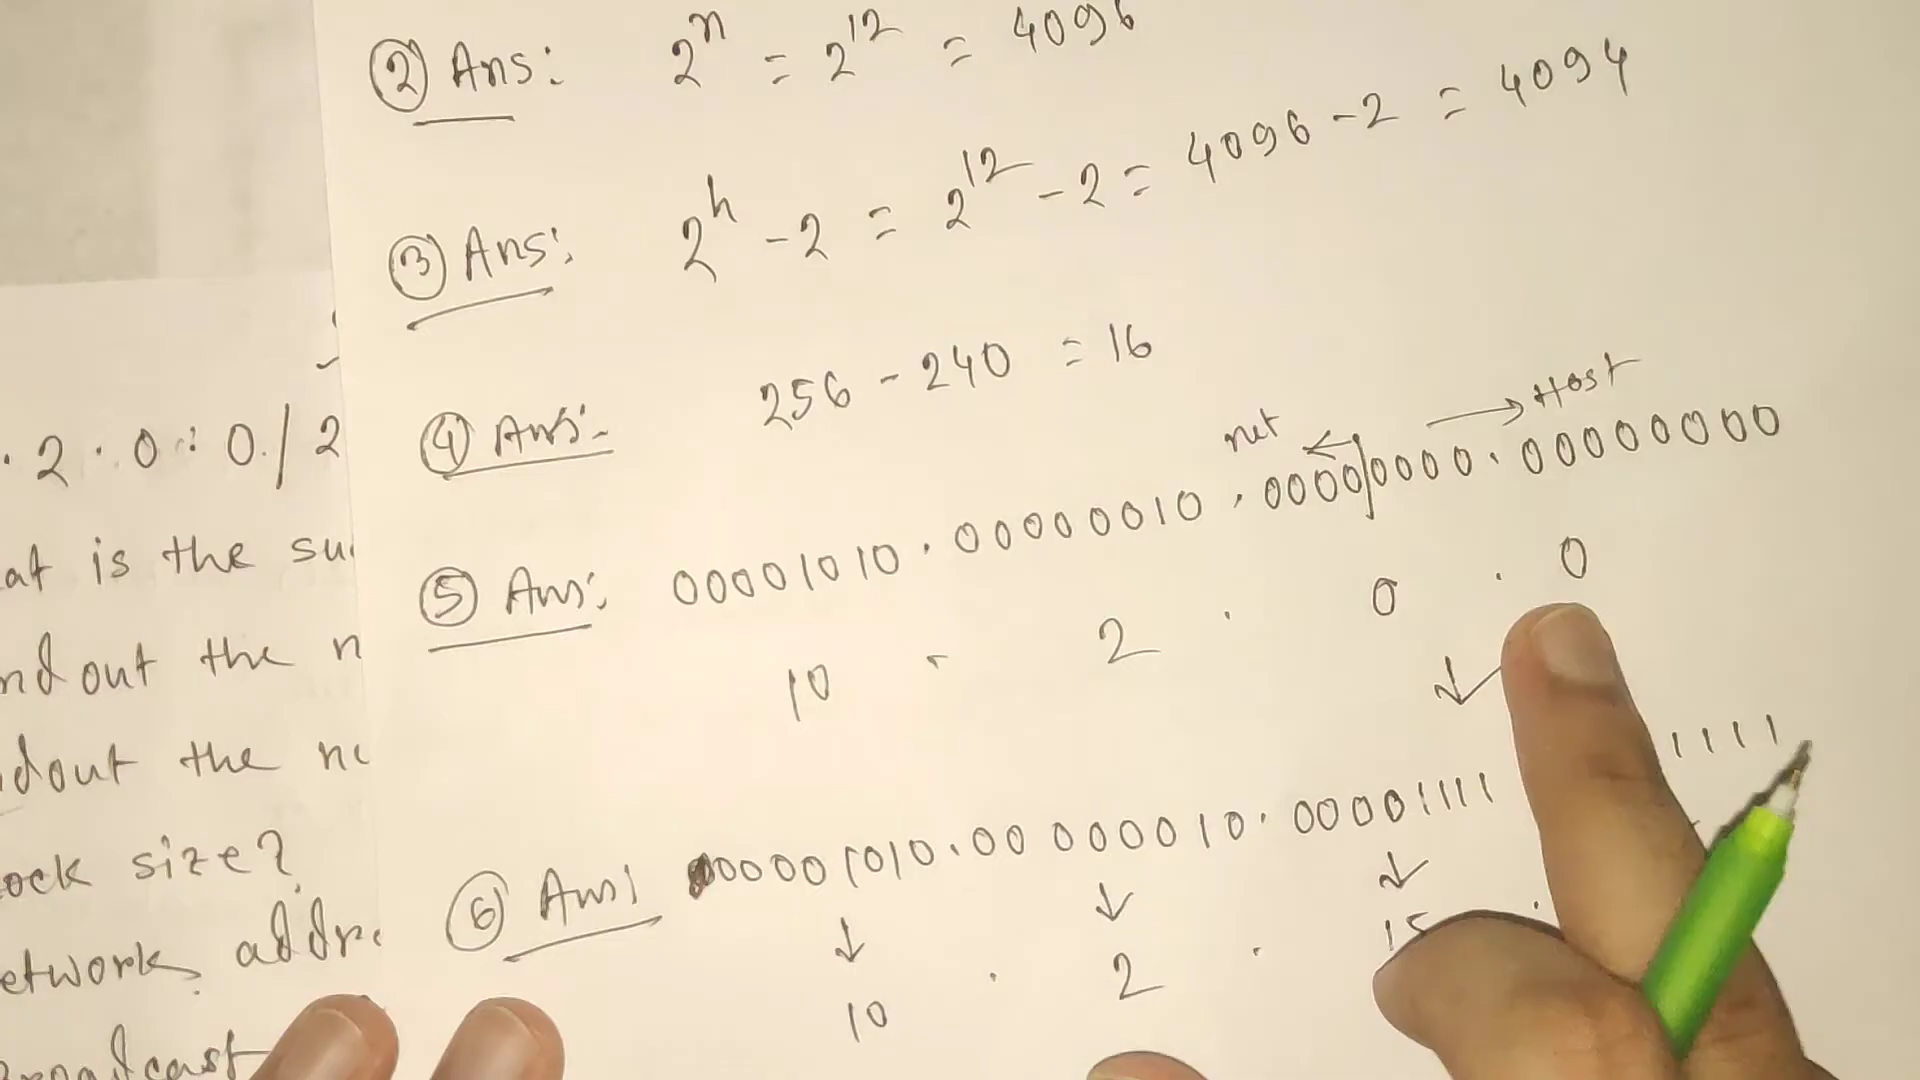 ② Ans: 2^n = 2^12 = 4096
③ Ans: 2^h - 2 = 2^12 - 2 = 4096 - 2 = 4094
④ Ans:- 256 - 240 = 16
net ← → Host
⑤ Ans: 00001010.00000010.0000|0000.00000000
10 . 2 . 0 . 0
⑥ Ans: 00001010.00000010.00001111 1111
10 . 2 . 15 .
. 2 . 0 : 0 / 2
at is the su
nd out the n
dout the n
ock size?
etwork addre
Broadcast